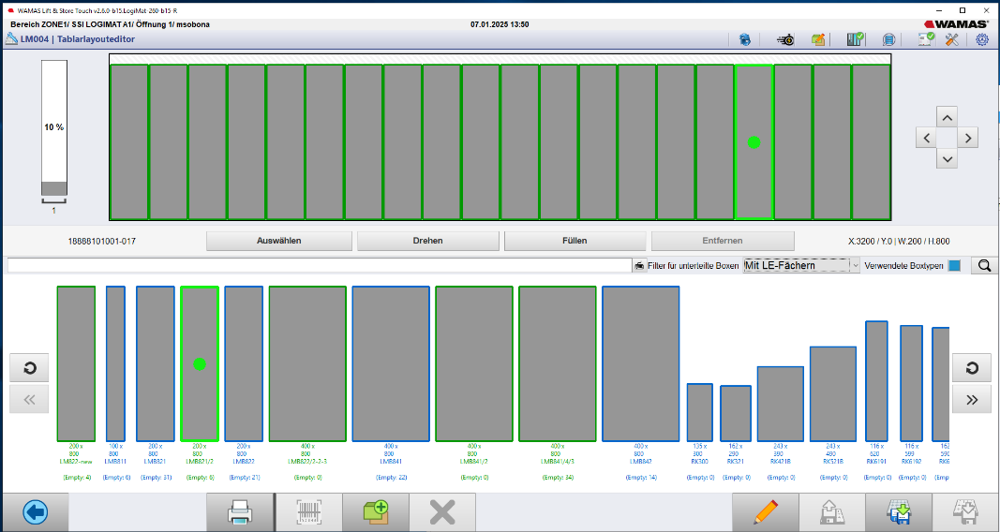 WAMAS Lift & Store Touch v2.6.0-b15.LogiMat-260-b15-R
Bereich ZONE1/ SSI LOGIMAT A1/ Öffnung 1/ msobona
07.01.2025 13:50
WAMAS
LM004 | Tablarlayouteditor
10 %
1
18888101001-017
Auswählen
Drehen
Füllen
Entfernen
X.3200 / Y.0 | W.200 / H.800
Filter für unterteilte Boxen
Mit LE-Fächern
Verwendete Boxtypen
200 x 100 x 200 x 200 x 200 x 400 x 400 x 400 x 400 x 400 x 135 x 162 x 243 x 243 x 116 x 116 x 162
800 800 800 800 800 800 800 800 800 800 300 290 390 490 620 599 590
LMB22-new LMB811 LMB821 LMB821/2 LMB822 LMB822/2-2-3 LMB841 LMB841/2 LMB841/4/3 LMB842 RK300 RK321 RK421B RK521B RK6191 RK6192 RK6
(Empty: 4) (Empty: 6) (Empty: 31) (Empty: 6) (Empty: 21) (Empty: 0) (Empty: 22) (Empty: 0) (Empty: 34) (Empty: 14) (Empty: 0) (Empty: 0) (Empty: 0) (Empty: 0) (Empty: 0) (Empty: 0) (Emp